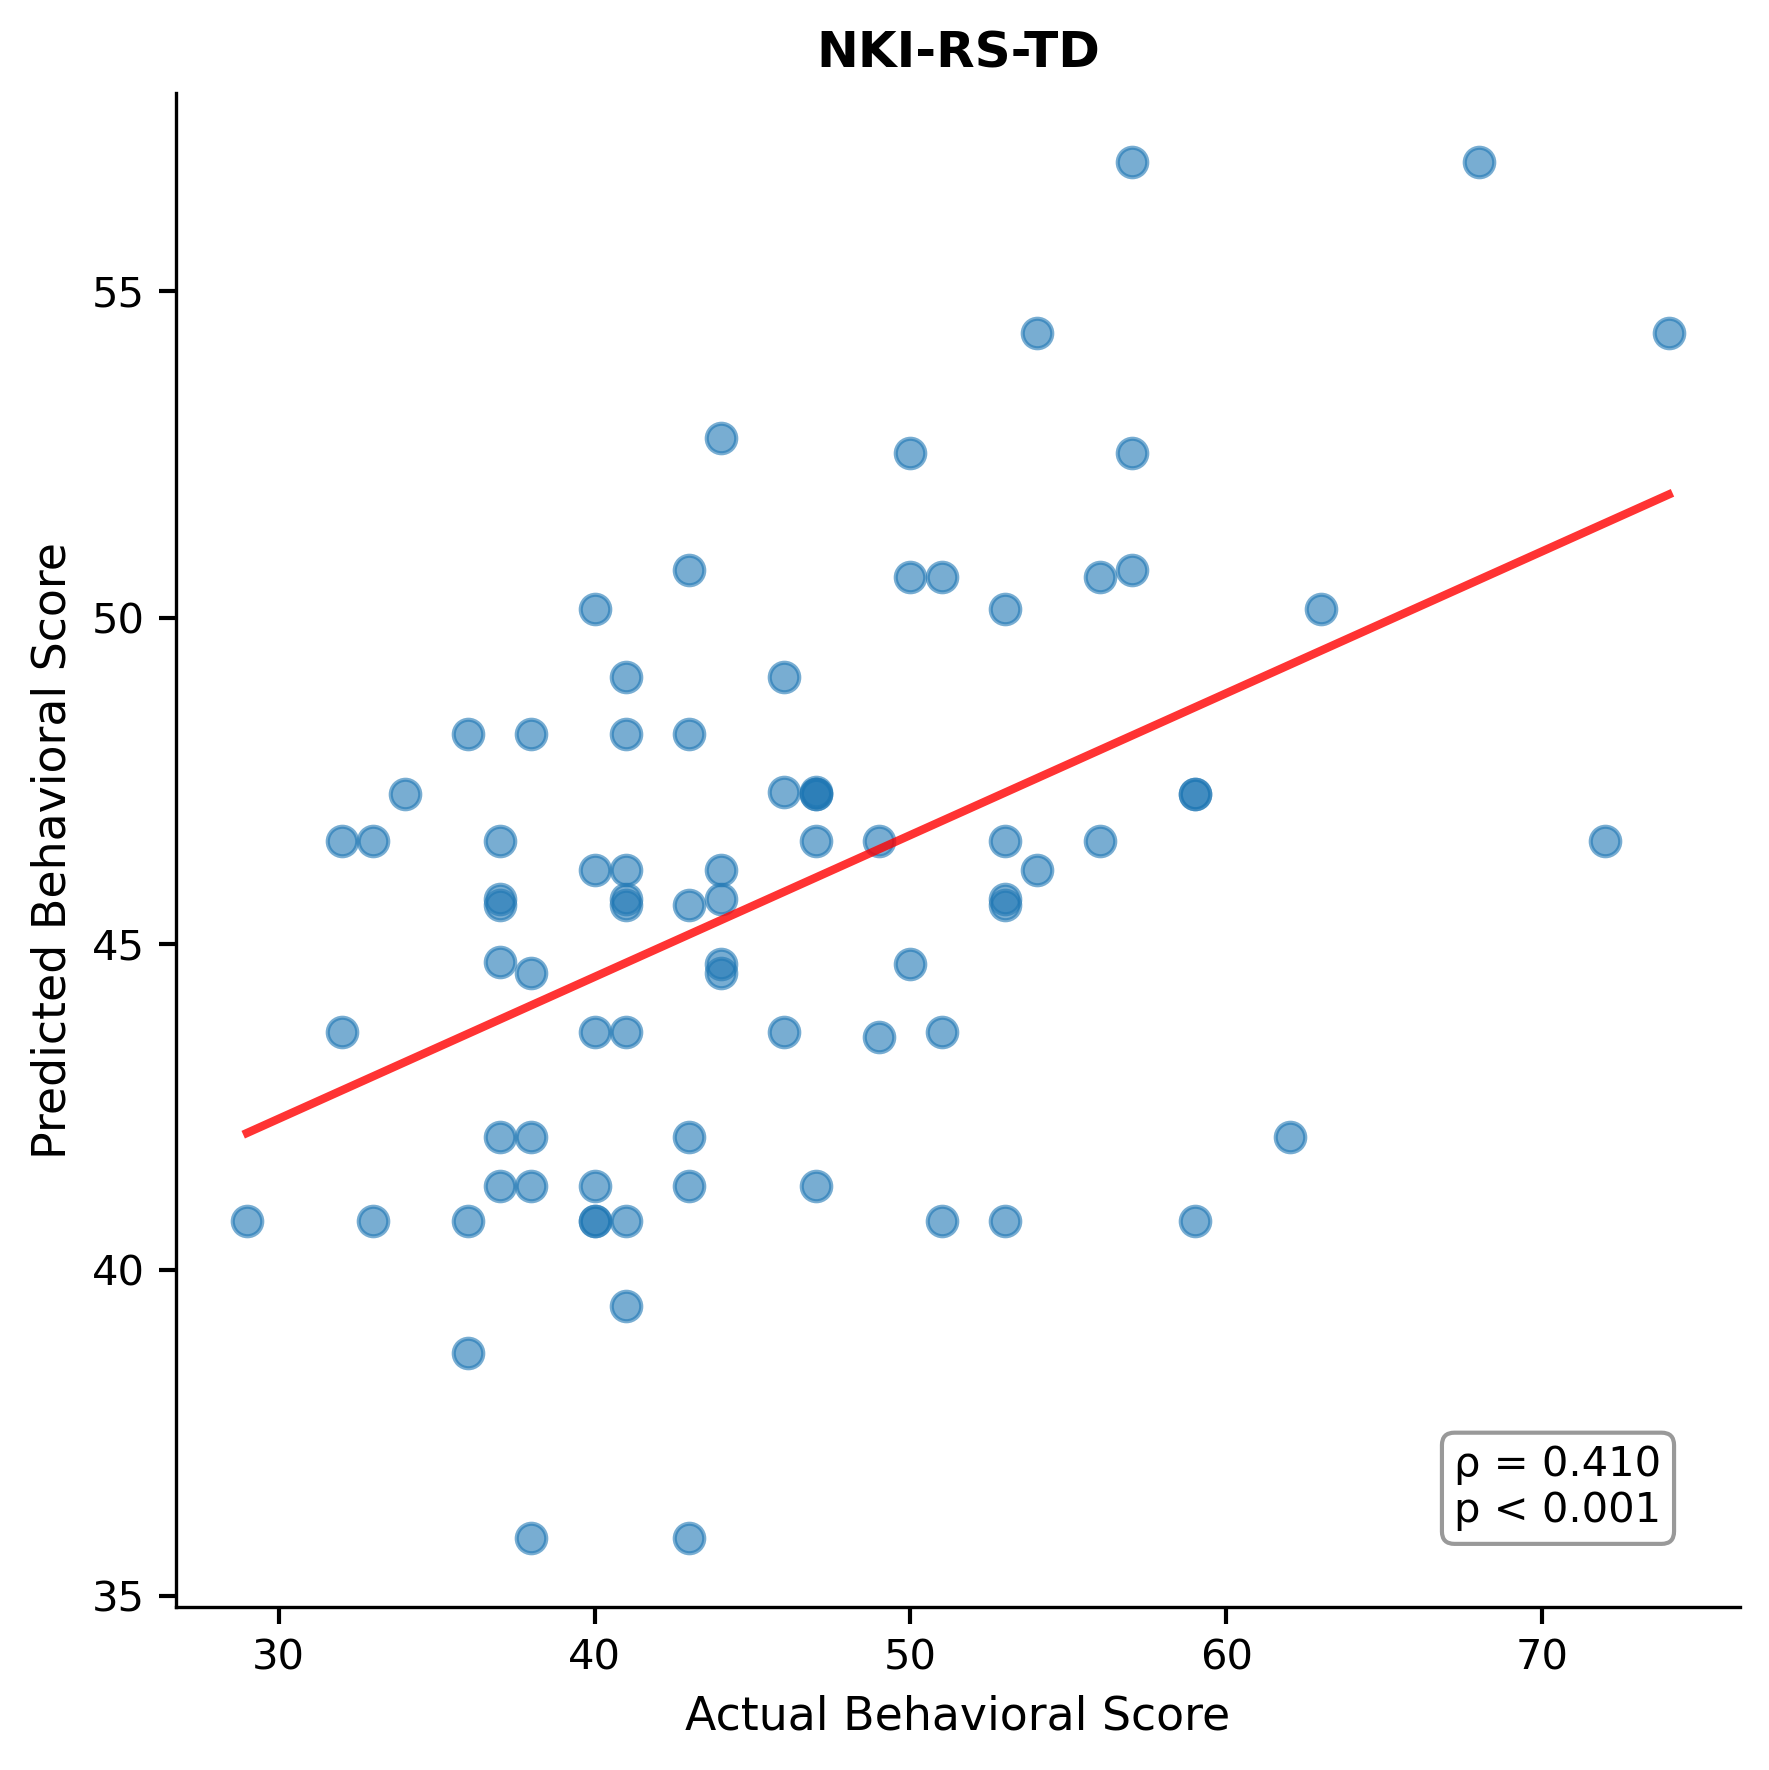 NKI-RS-TD
Predicted Behavioral Score
55
50
45
40
35
ρ = 0.410
p < 0.001
30 40 50 60 70
Actual Behavioral Score